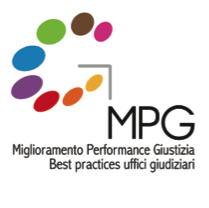 MPG
Miglioramento Performance Giustizia
Best practices uffici giudiziari